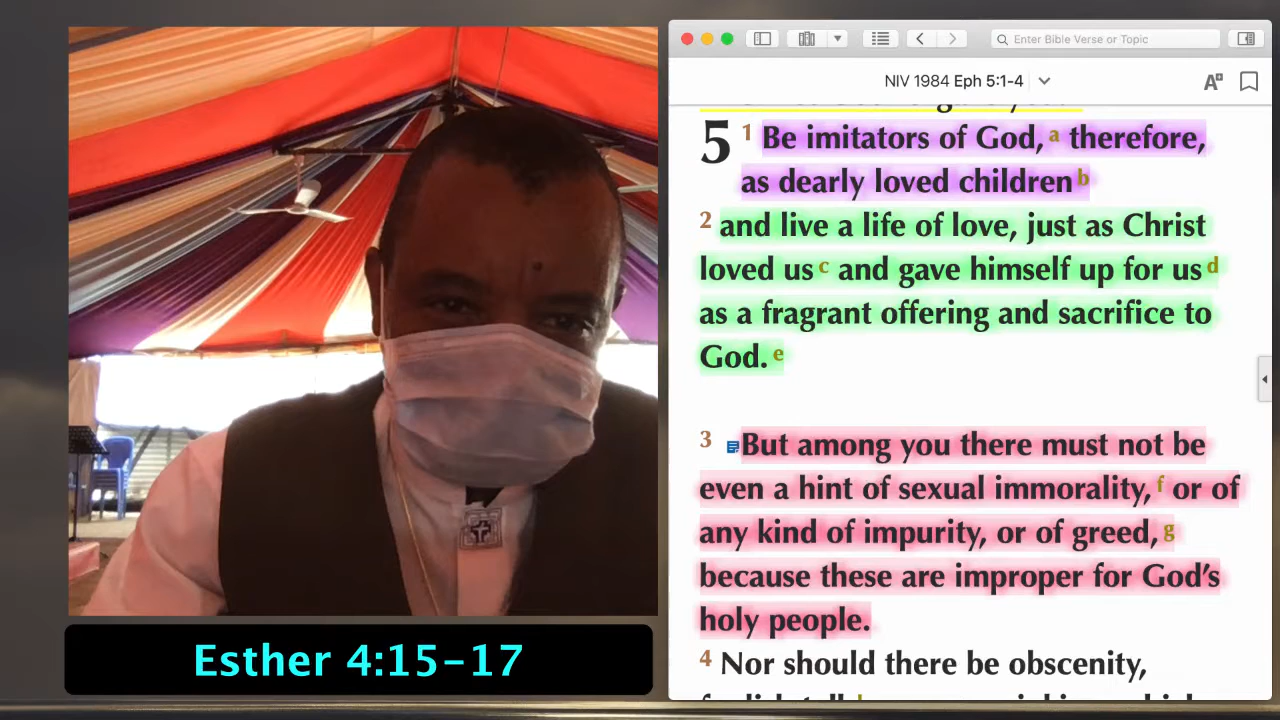 Enter Bible Verse or Topic
NIV 1984 Eph 5:1-4
A
5 1 Be imitators of God, a therefore,
as dearly loved children b
2 and live a life of love, just as Christ
loved us c and gave himself up for us d
as a fragrant offering and sacrifice to
God. e
3 But among you there must not be
even a hint of sexual immorality, f or of
any kind of impurity, or of greed, g
because these are improper for God's
holy people.
4 Nor should there be obscenity,
Esther 4:15-17